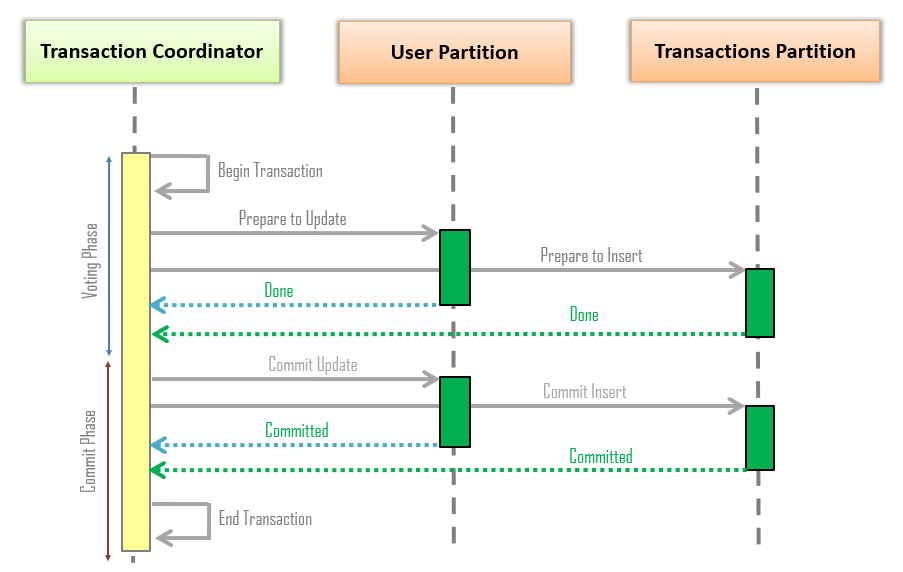 Transaction Coordinator
User Partition
Transactions Partition
Begin Transaction
Prepare to Update
Prepare to Insert
Voting Phase
Done
Done
Commit Update
Commit Insert
Commit Phase
Committed
Committed
End Transaction